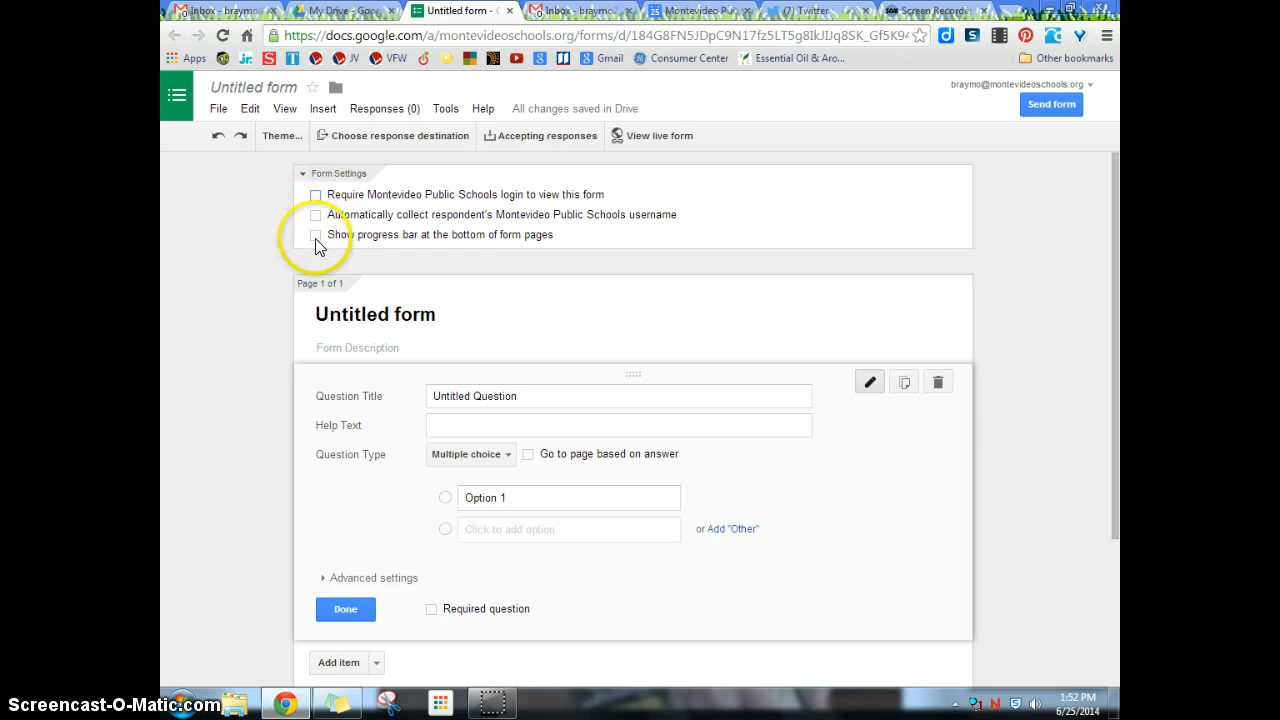 Inbox - braymo
My Drive - Goog
Untitled form -
Inbox - braymo2
Montevideo Pu
(7) Twitter
Screen Recorder
https://docs.google.com/a/montevideoschools.org/forms/d/184G8FN5JDpC9N17fz5LT5g8IkJJq8SK_Gf5K94
Apps
JV
VFW
Gmail
Consumer Center
Essential Oil & Aro...
Other bookmarks
Untitled form
braymo@montevideoschools.org
File Edit View Insert Responses (0) Tools Help All changes saved in Drive
Send form
Theme... Choose response destination Accepting responses View live form
Form Settings
Require Montevideo Public Schools login to view this form
Automatically collect respondent's Montevideo Public Schools username
Show progress bar at the bottom of form pages
Page 1 of 1
Untitled form
Form Description
Question Title Untitled Question
Help Text
Question Type Multiple choice Go to page based on answer
Option 1
Click to add option or Add "Other"
Advanced settings
Done Required question
Add item
1:52 PM
6/25/2014
Screencast-O-Matic.com